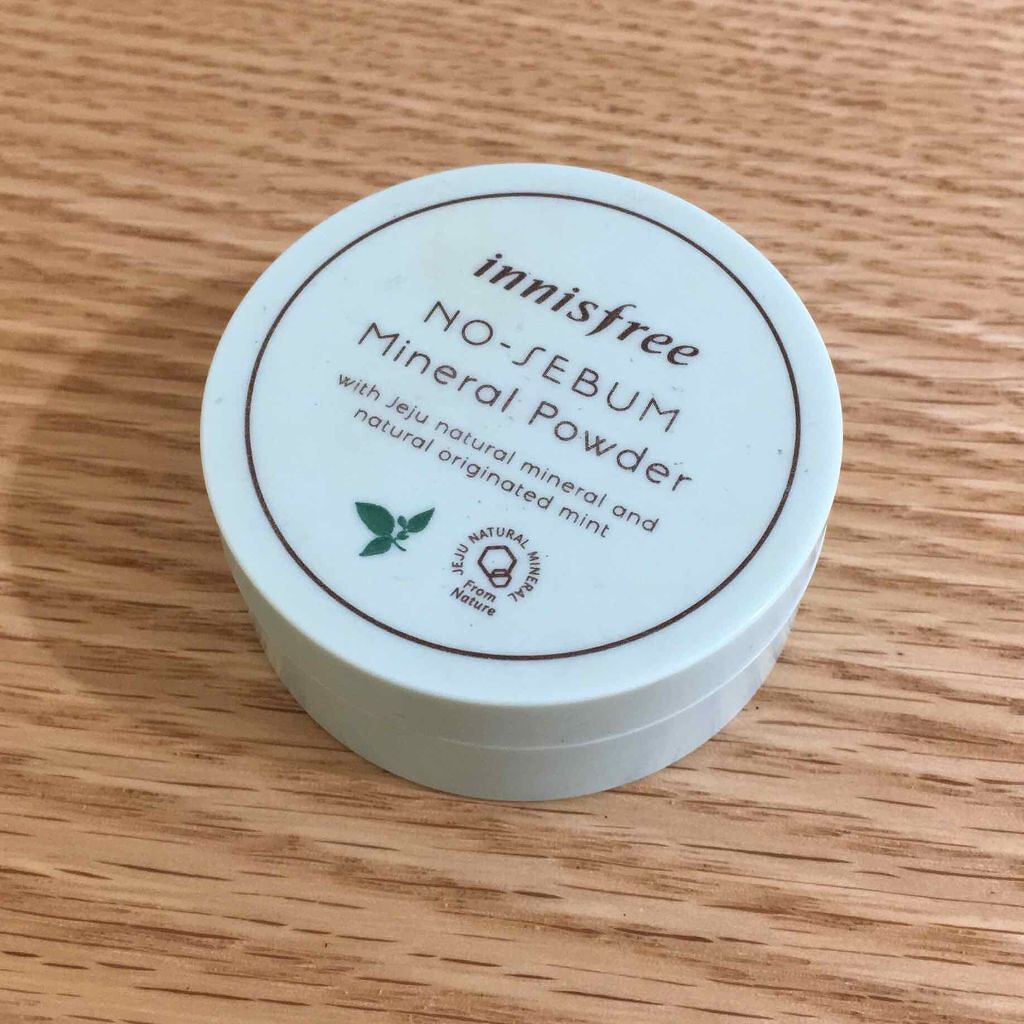 innisfree
NO-SEBUM
Mineral Powder
with Jeju natural mineral and
natural originated mint
JEJU NATURAL MINERAL
From
Nature